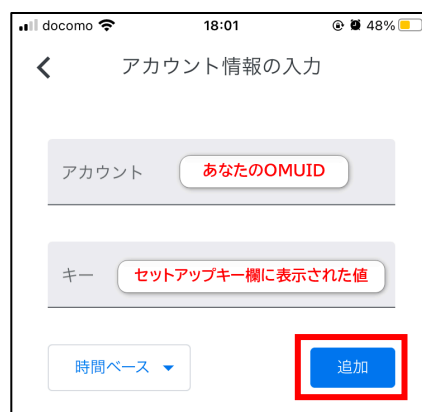 docomo 18:01 48%
アカウント情報の入力
アカウント あなたのOMUID
キー セットアップキー欄に表示された値
時間ベース 追加